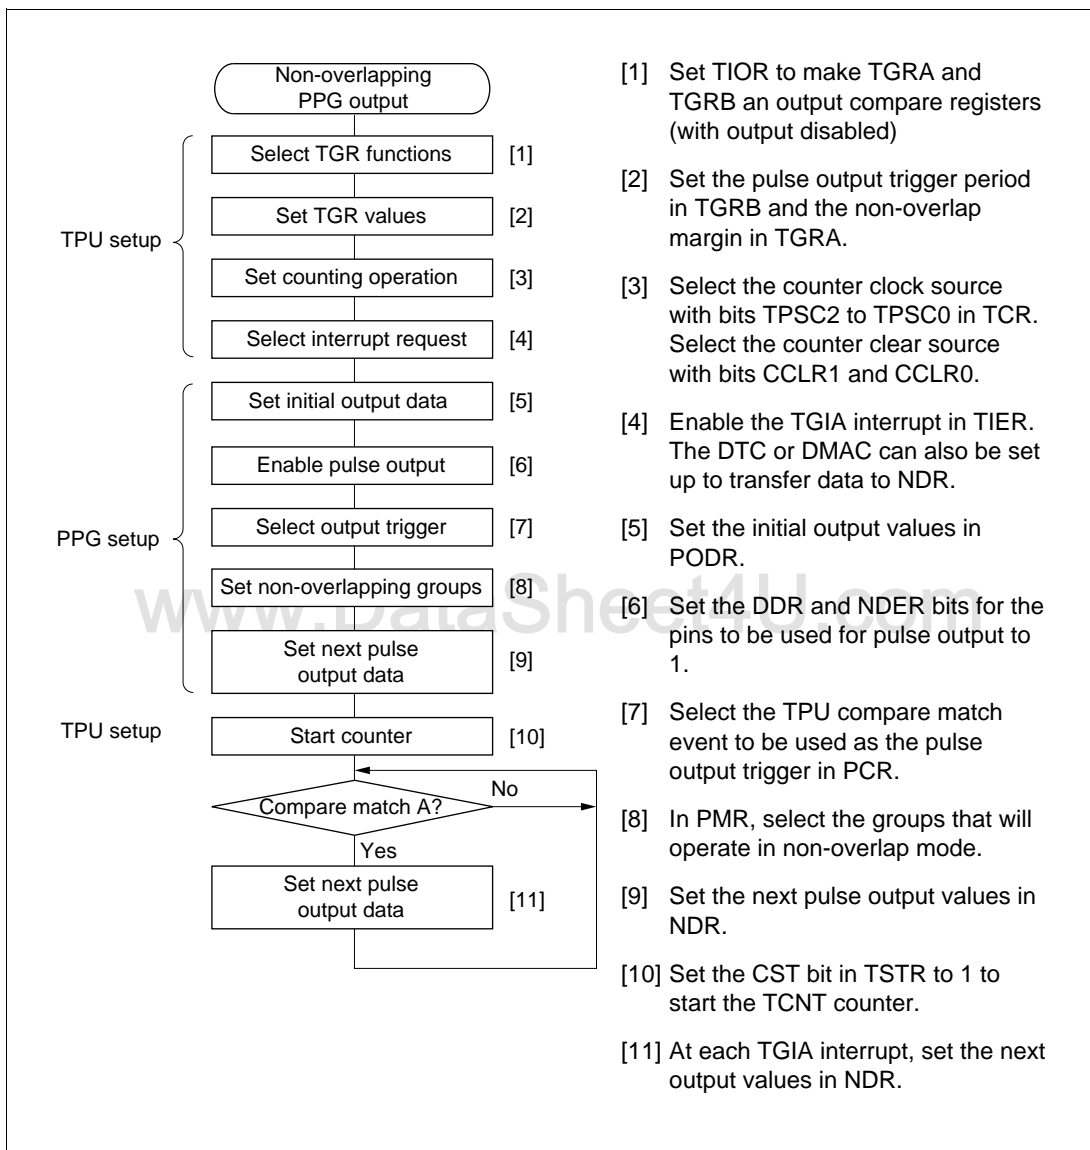 Non-overlapping
PPG output
TPU setup
Select TGR functions [1]
Set TGR values [2]
Set counting operation [3]
Select interrupt request [4]
PPG setup
Set initial output data [5]
Enable pulse output [6]
Select output trigger [7]
Set non-overlapping groups [8]
Set next pulse
output data [9]
TPU setup
Start counter [10]
Compare match A?
No
Yes
Set next pulse
output data [11]
[1] Set TIOR to make TGRA and
TGRB an output compare registers
(with output disabled)
[2] Set the pulse output trigger period
in TGRB and the non-overlap
margin in TGRA.
[3] Select the counter clock source
with bits TPSC2 to TPSC0 in TCR.
Select the counter clear source
with bits CCLR1 and CCLR0.
[4] Enable the TGIA interrupt in TIER.
The DTC or DMAC can also be set
up to transfer data to NDR.
[5] Set the initial output values in
PODR.
[6] Set the DDR and NDER bits for the
pins to be used for pulse output to
1.
[7] Select the TPU compare match
event to be used as the pulse
output trigger in PCR.
[8] In PMR, select the groups that will
operate in non-overlap mode.
[9] Set the next pulse output values in
NDR.
[10] Set the CST bit in TSTR to 1 to
start the TCNT counter.
[11] At each TGIA interrupt, set the next
output values in NDR.
www.DataSheet4U.com